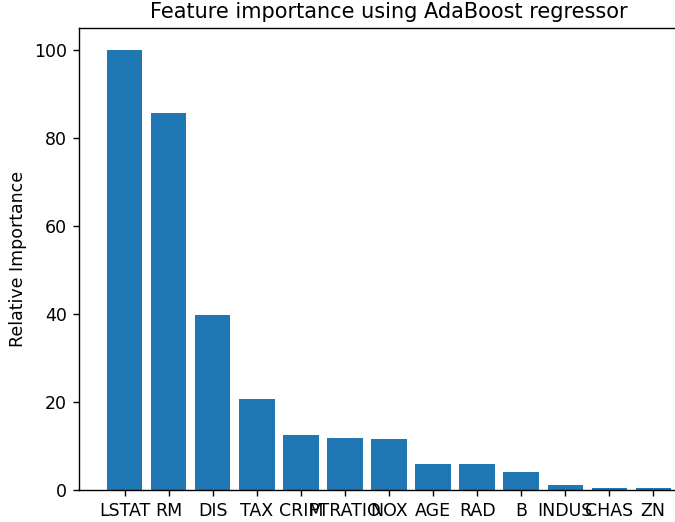 Feature importance using AdaBoost regressor
Relative Importance
100
80
60
40
20
0
LSTAT RM DIS TAX CRIM PTRATIO NOX AGE RAD B INDUS CHAS ZN